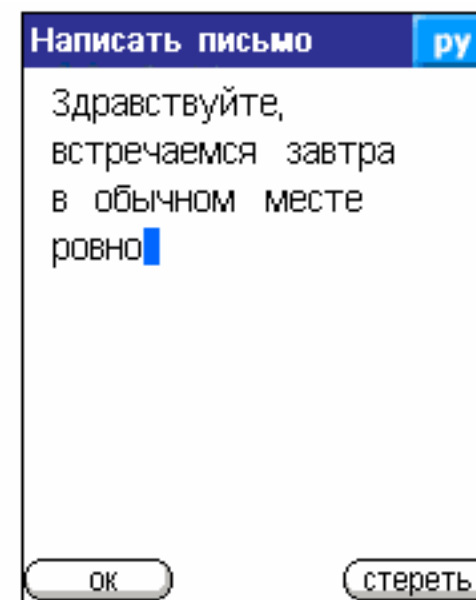 Написать письмо ру
Здравствуйте,
встречаемся завтра
в обычном месте
ровно
ок стереть